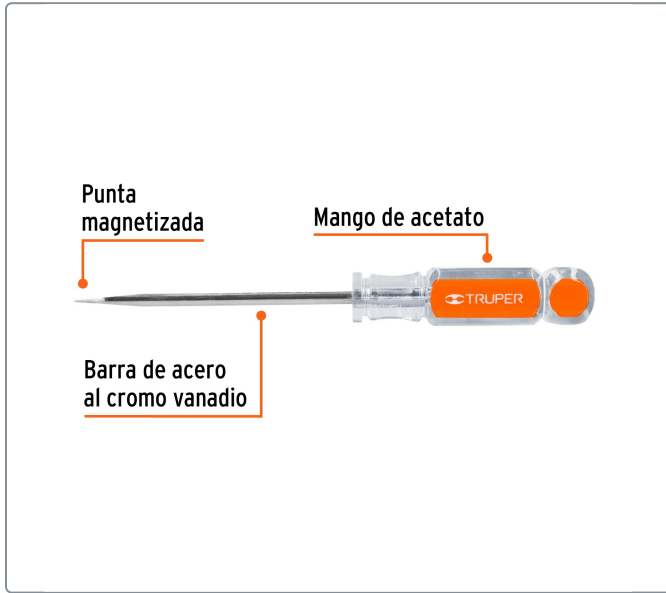 Punta
magnetizada
Mango de acetato
TRUPER
Barra de acero
al cromo vanadio